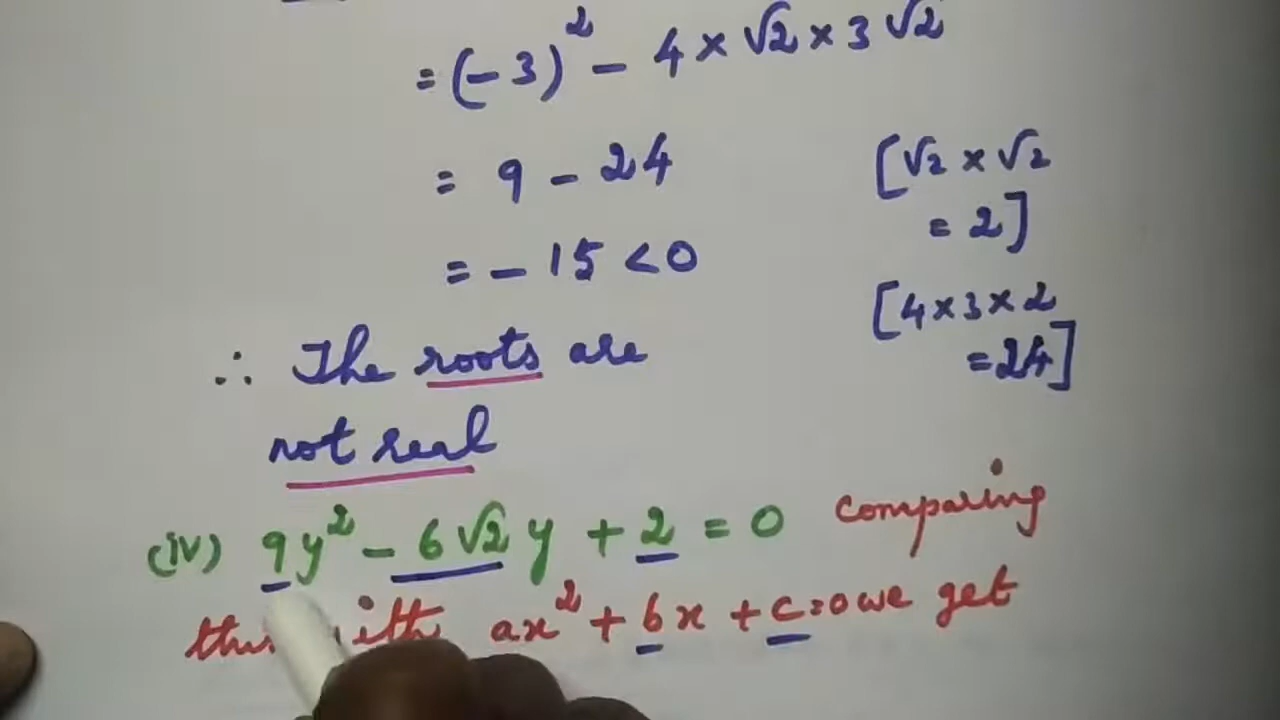 = (-3)² - 4 × √2 × 3√2
= 9 - 24
[√2 × √2
= 2]
= - 15 < 0
[4 × 3 × 2
= 24]
∴ The roots are
not real
(iv) 9y² - 6√2 y + 2 = 0 comparing
ax² + bx + c = 0 we get